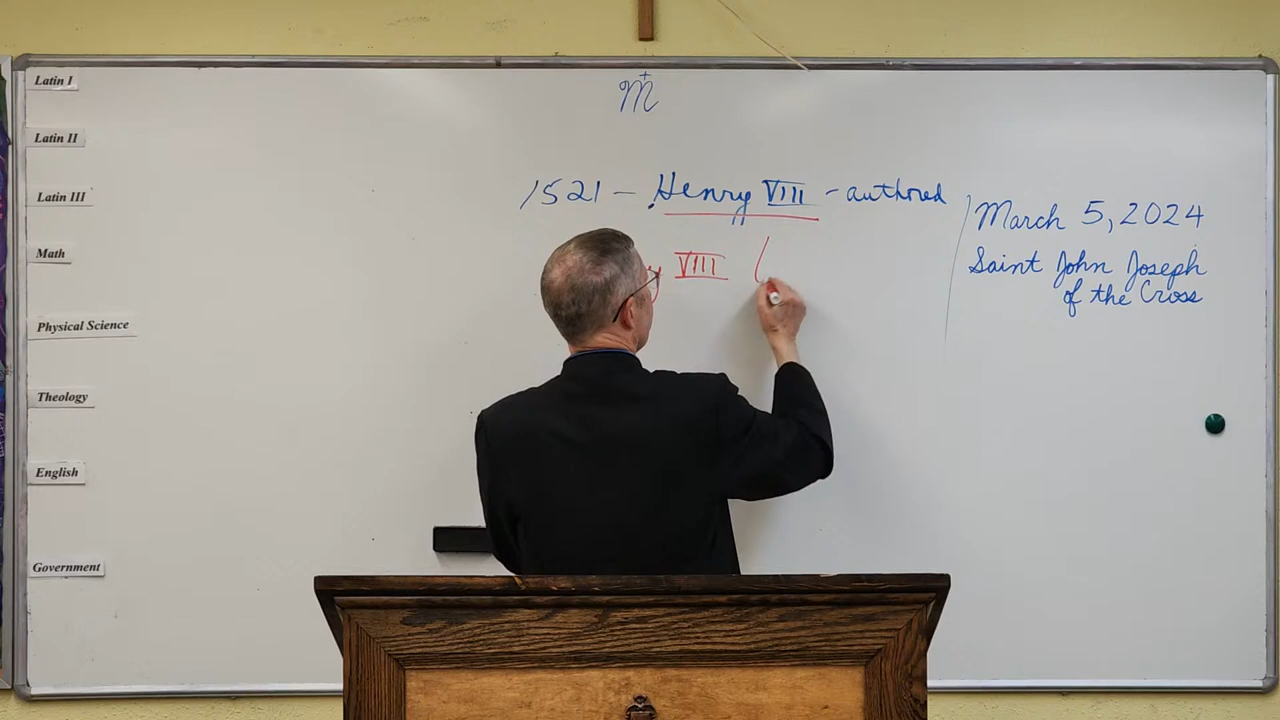 Latin I
Latin II
Latin III
Math
Physical Science
Theology
English
Government
M
1521 – Henry VIII - authored
VIII (
March 5, 2024
Saint John Joseph
of the Cross